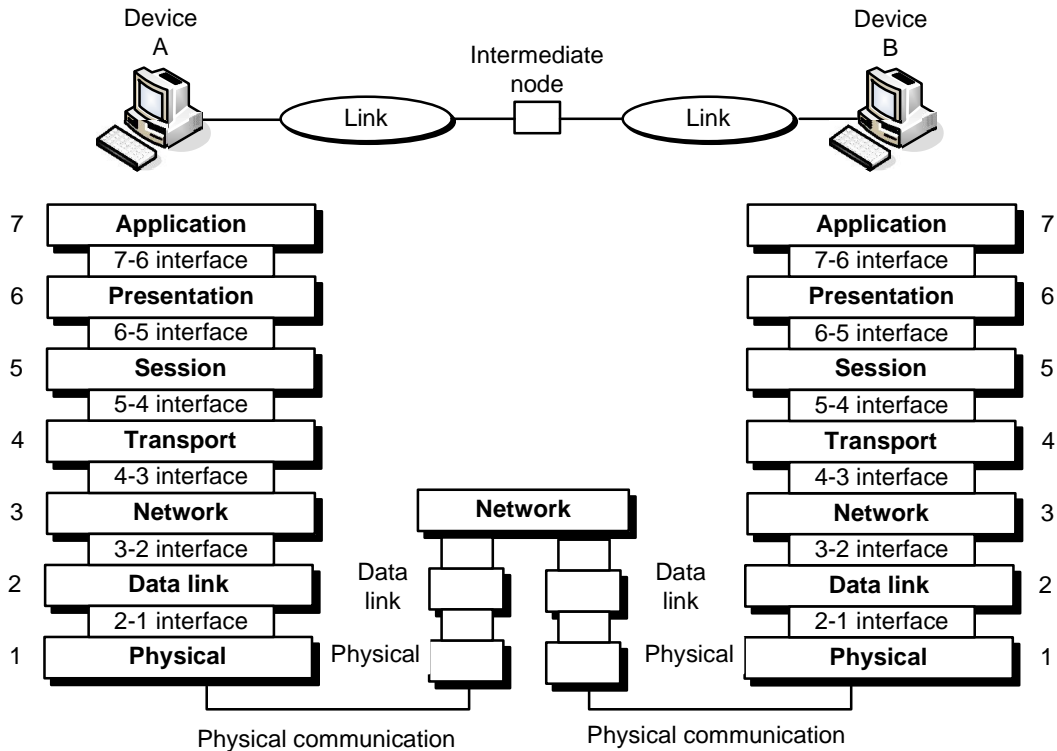 Device
A
Device
B
Intermediate
node
Link
Link
7
Application
Application
7
7-6 interface
7-6 interface
6
Presentation
Presentation
6
6-5 interface
6-5 interface
5
Session
Session
5
5-4 interface
5-4 interface
4
Transport
Transport
4
4-3 interface
4-3 interface
3
Network
Network
Network
3
3-2 interface
3-2 interface
2
Data link
Data
link
Data
link
Data link
2
2-1 interface
2-1 interface
1
Physical
Physical
Physical
Physical
1
Physical communication
Physical communication